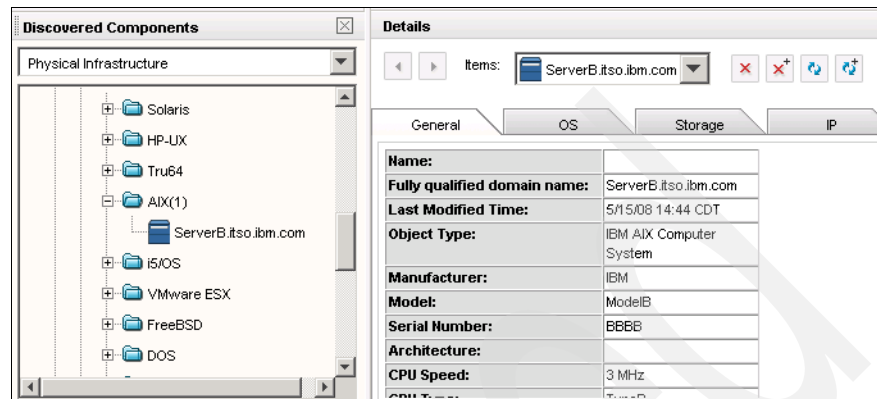 Discovered Components
Physical Infrastructure
Solaris
HP-UX
Tru64
AIX(1)
ServerB.itso.ibm.com
i5/OS
VMware ESX
FreeBSD
DOS
Details
Items: ServerB.itso.ibm.com
General OS Storage IP
Name:
Fully qualified domain name: ServerB.itso.ibm.com
Last Modified Time: 5/15/08 14:44 CDT
Object Type: IBM AIX Computer
System
Manufacturer: IBM
Model: ModelB
Serial Number: BBBB
Architecture:
CPU Speed: 3 MHz
CPU Type: TypeB